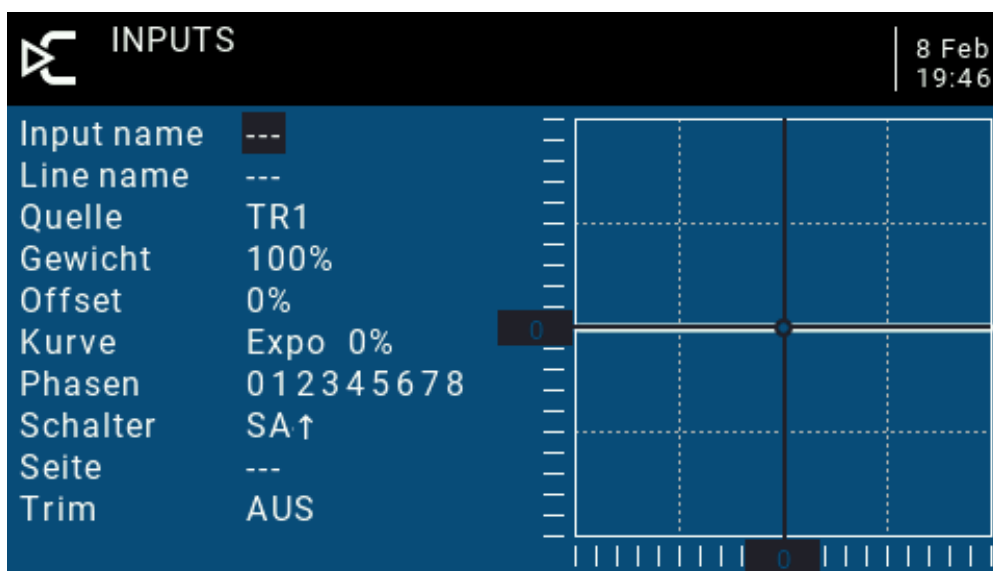 INPUTS
8 Feb
19:46
Input name ---
Line name ---
Quelle TR1
Gewicht 100%
Offset 0%
Kurve Expo 0%
Phasen 012345678
Schalter SA↑
Seite ---
Trim AUS
0
0